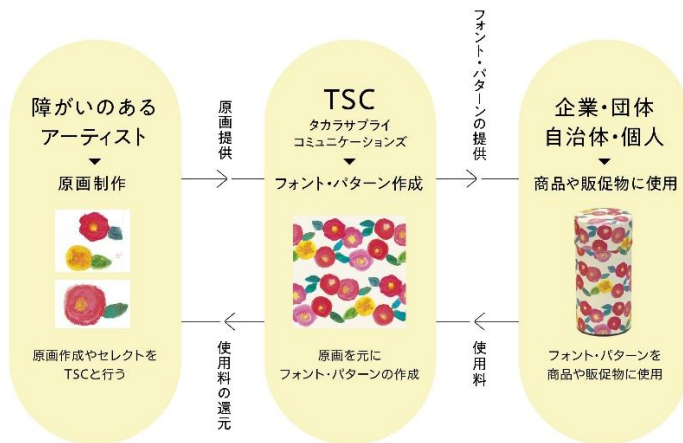 障がいのある
アーティスト
原画制作
原画作成やセレクトを
TSCと行う
原画提供
使用料の還元
TSC
タカラサプライ
コミュニケーションズ
フォント・パターン作成
原画を元に
フォント・パターンの作成
フォント・パターンの提供
使用料
企業・団体
自治体・個人
商品や販促物に使用
フォント・パターンを
商品や販促物に使用